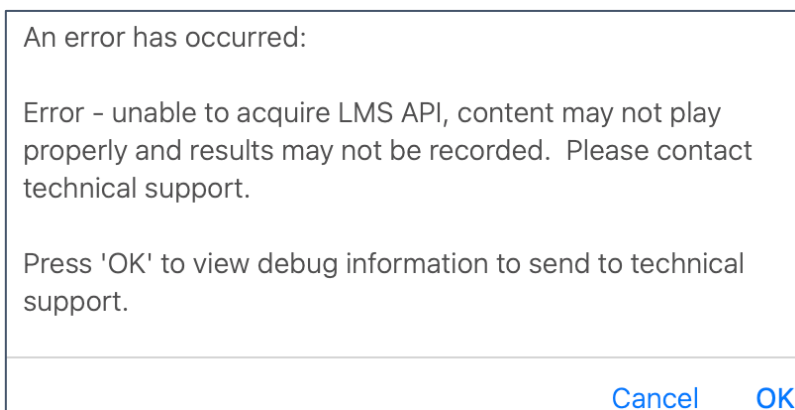 An error has occurred:
Error - unable to acquire LMS API, content may not play
properly and results may not be recorded.  Please contact
technical support.
Press 'OK' to view debug information to send to technical
support.
Cancel
OK